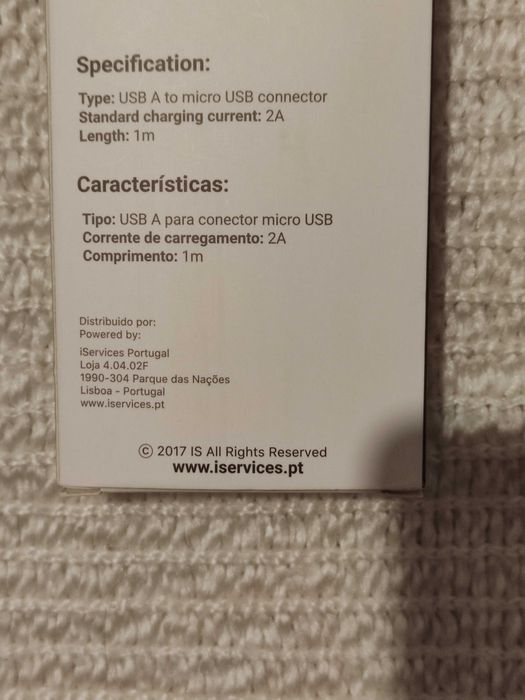 Specification:
Type: USB A to micro USB connector
Standard charging current: 2A
Length: 1m
Características:
Tipo: USB A para conector micro USB
Corrente de carregamento: 2A
Comprimento: 1m
Distribuido por:
Powered by:
iServices Portugal
Loja 4.04.02F
1990-304 Parque das Nações
Lisboa - Portugal
www.iservices.pt
© 2017 IS All Rights Reserved
www.iservices.pt